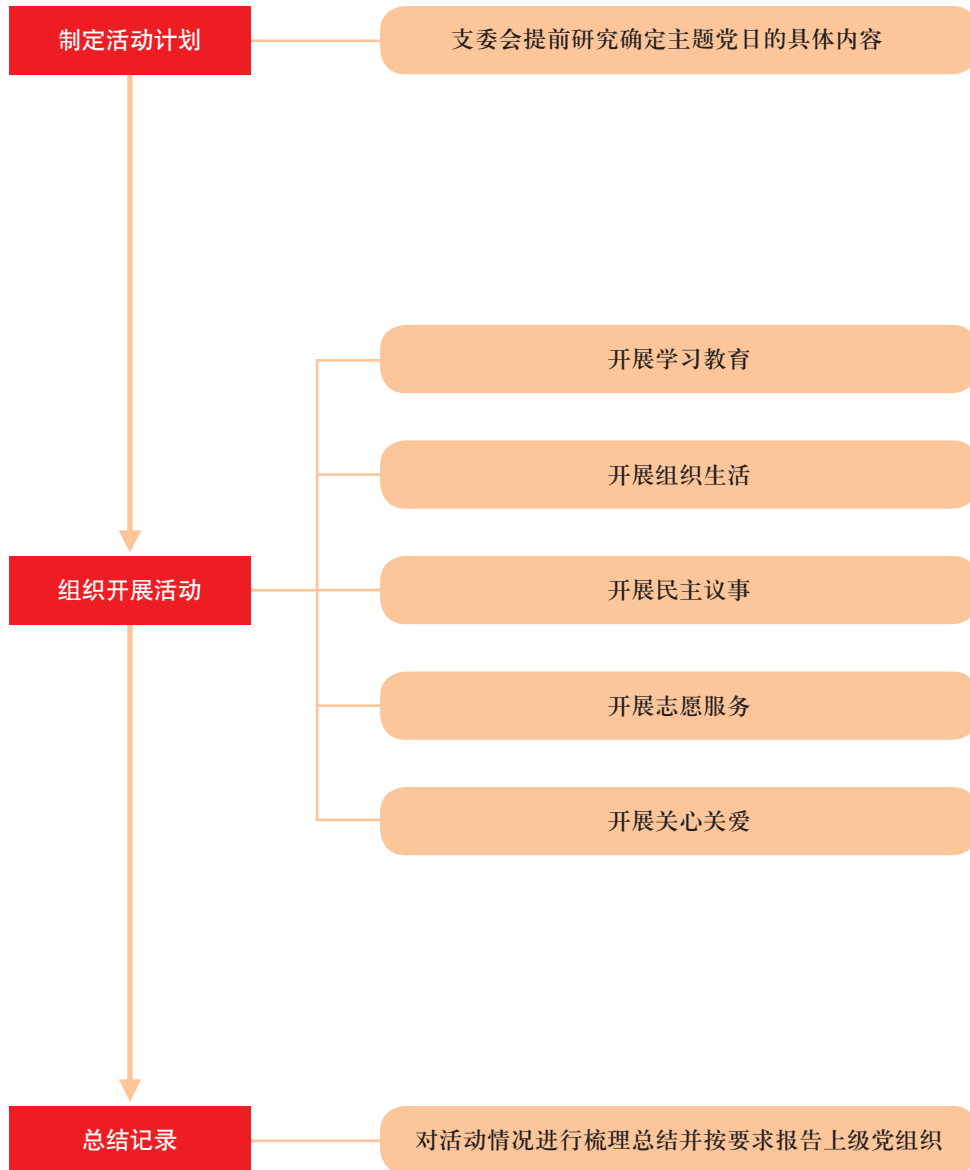 制定活动计划
支委会提前研究确定主题党日的具体内容
开展学习教育
开展组织生活
组织开展活动
开展民主议事
开展志愿服务
开展关心关爱
总结记录
对活动情况进行梳理总结并按要求报告上级党组织